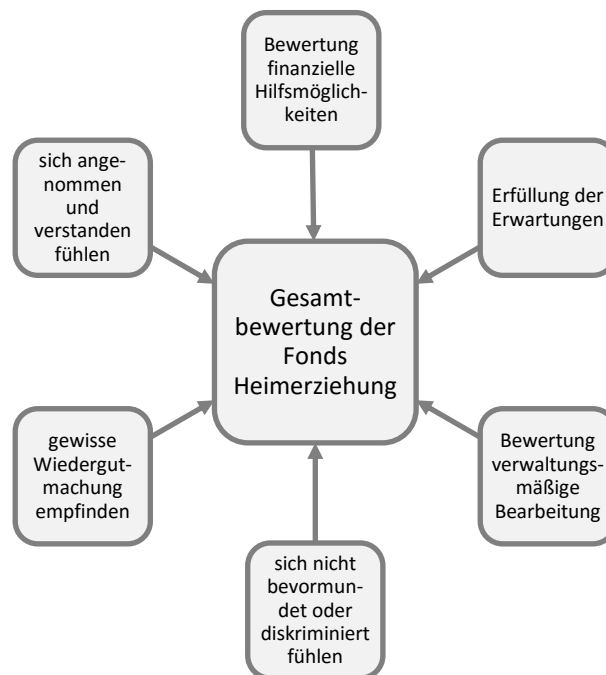 Bewertung
finanzielle
Hilfsmöglich-
keiten
sich ange-
nommen
und
verstanden
fühlen
Erfüllung der
Erwartungen
Gesamt-
bewertung der
Fonds
Heimerziehung
gewisse
Wiedergut-
machung
empfinden
Bewertung
verwaltungs-
mäßige
Bearbeitung
sich nicht
bevormun-
det oder
diskriminiert
fühlen